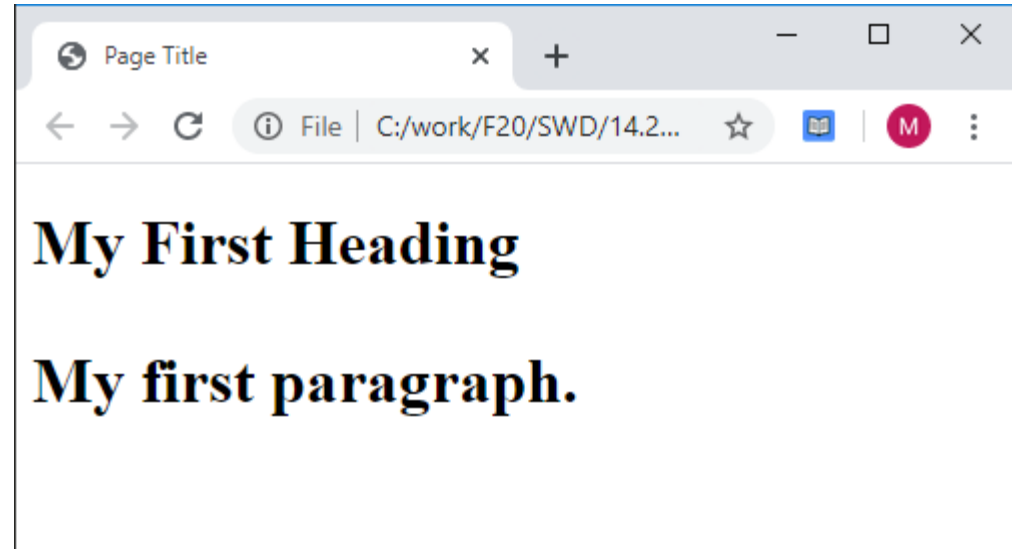 Page Title
File C:/work/F20/SWD/14.2...
M
My First Heading
My first paragraph.